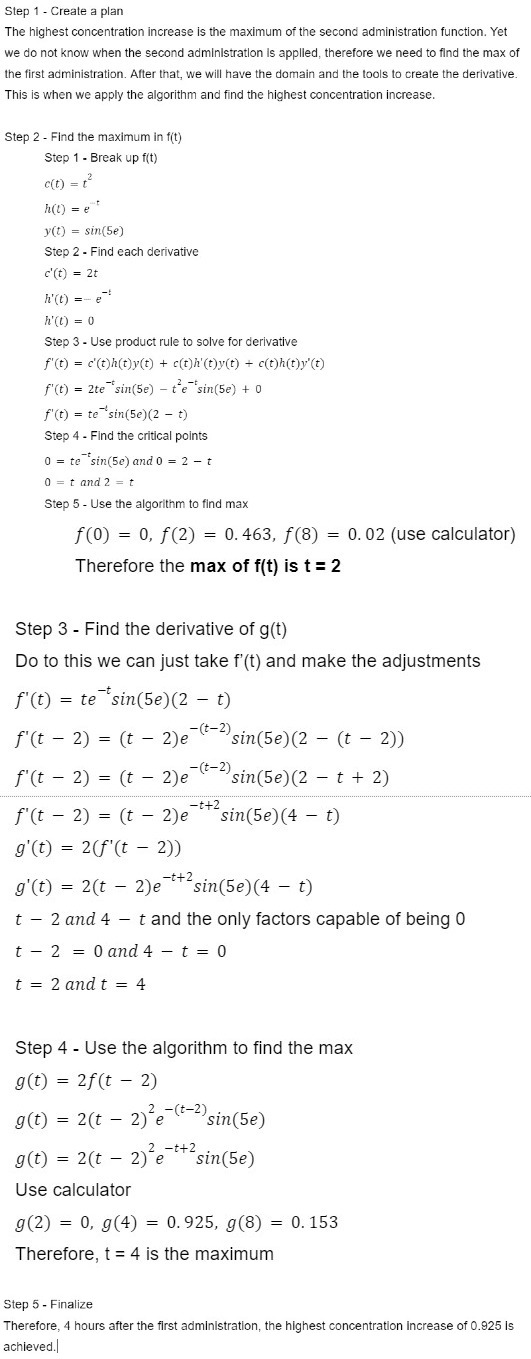 Step 1 - Create a plan
The highest concentration increase is the maximum of the second administration function. Yet
we do not know when the second administration is applied, therefore we need to find the max of
the first administration. After that, we will have the domain and the tools to create the derivative.
This is when we apply the algorithm and find the highest concentration increase.
Step 2 - Find the maximum in f(t)
Step 1 - Break up f(t)
c(t) = t²
h(t) = e⁻ᵗ
y(t) = sin(5e)
Step 2 - Find each derivative
c'(t) = 2t
h'(t) =− e⁻ᵗ
h'(t) = 0
Step 3 - Use product rule to solve for derivative
f'(t) = c'(t)h(t)y(t) + c(t)h'(t)y(t) + c(t)h(t)y'(t)
f'(t) = 2te⁻ᵗsin(5e) − t²e⁻ᵗsin(5e) + 0
f'(t) = te⁻ᵗsin(5e)(2 − t)
Step 4 - Find the critical points
0 = te⁻ᵗsin(5e) and 0 = 2 − t
0 = t and 2 = t
Step 5 - Use the algorithm to find max
f(0) = 0, f(2) = 0.463, f(8) = 0.02 (use calculator)
Therefore the max of f(t) is t = 2
Step 3 - Find the derivative of g(t)
Do to this we can just take f'(t) and make the adjustments
f'(t) = te⁻ᵗsin(5e)(2 − t)
f'(t − 2) = (t − 2)e⁻⁽ᵗ⁻²⁾sin(5e)(2 − (t − 2))
f'(t − 2) = (t − 2)e⁻⁽ᵗ⁻²⁾sin(5e)(2 − t + 2)
f'(t − 2) = (t − 2)e⁻ᵗ⁺²sin(5e)(4 − t)
g'(t) = 2(f'(t − 2))
g'(t) = 2(t − 2)e⁻ᵗ⁺²sin(5e)(4 − t)
t − 2 and 4 − t and the only factors capable of being 0
t − 2 = 0 and 4 − t = 0
t = 2 and t = 4
Step 4 - Use the algorithm to find the max
g(t) = 2f(t − 2)
g(t) = 2(t − 2)²e⁻⁽ᵗ⁻²⁾sin(5e)
g(t) = 2(t − 2)²e⁻ᵗ⁺²sin(5e)
Use calculator
g(2) = 0, g(4) = 0.925, g(8) = 0.153
Therefore, t = 4 is the maximum
Step 5 - Finalize
Therefore, 4 hours after the first administration, the highest concentration increase of 0.925 is
achieved.